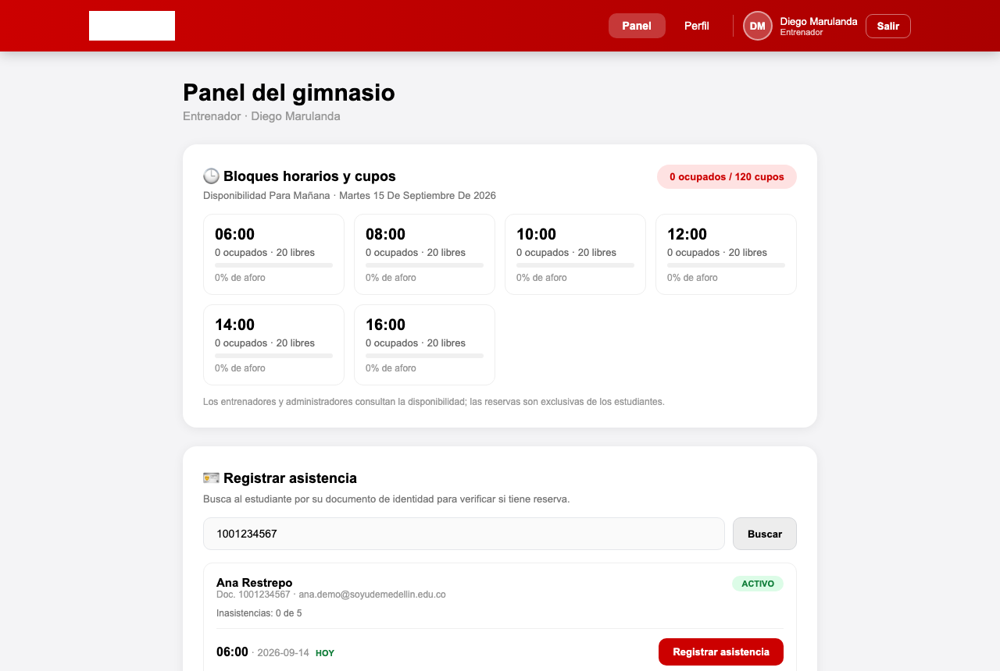 Panel
Perfil
DM
Diego Marulanda
Entrenador
Salir
Panel del gimnasio
Entrenador · Diego Marulanda
Bloques horarios y cupos
0 ocupados / 120 cupos
Disponibilidad Para Mañana · Martes 15 De Septiembre De 2026
06:00
0 ocupados · 20 libres
0% de aforo
08:00
0 ocupados · 20 libres
0% de aforo
10:00
0 ocupados · 20 libres
0% de aforo
12:00
0 ocupados · 20 libres
0% de aforo
14:00
0 ocupados · 20 libres
0% de aforo
16:00
0 ocupados · 20 libres
0% de aforo
Los entrenadores y administradores consultan la disponibilidad; las reservas son exclusivas de los estudiantes.
Registrar asistencia
Busca al estudiante por su documento de identidad para verificar si tiene reserva.
1001234567
Buscar
Ana Restrepo
ACTIVO
Doc. 1001234567 · ana.demo@soyudemedellin.edu.co
Inasistencias: 0 de 5
06:00 · 2026-09-14 HOY
Registrar asistencia